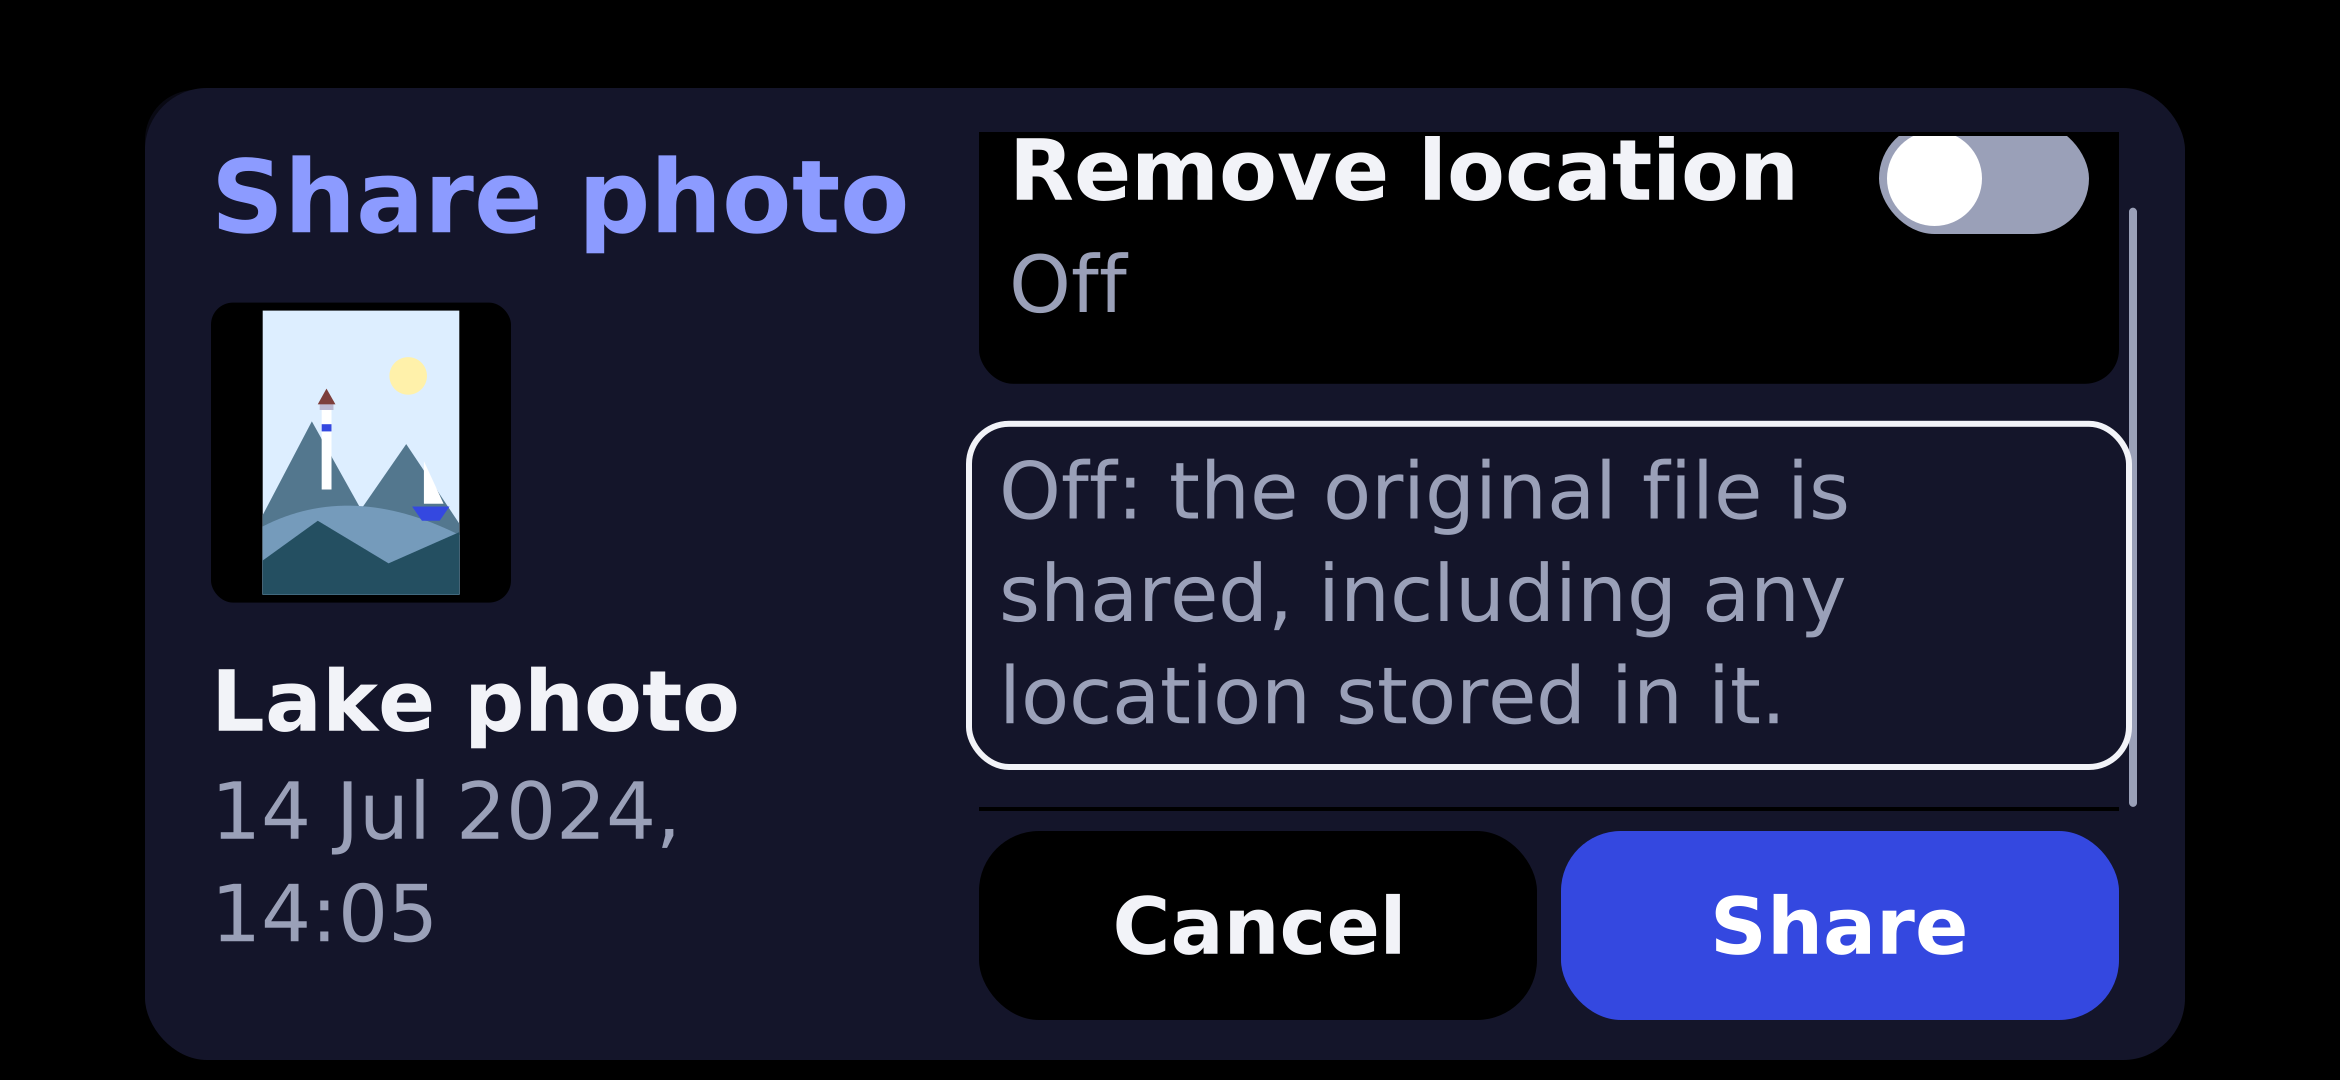 Share photo
Lake photo
14 Jul 2024,
14:05
Remove location
Off
Off: the original file is
shared, including any
location stored in it.
Cancel
Share